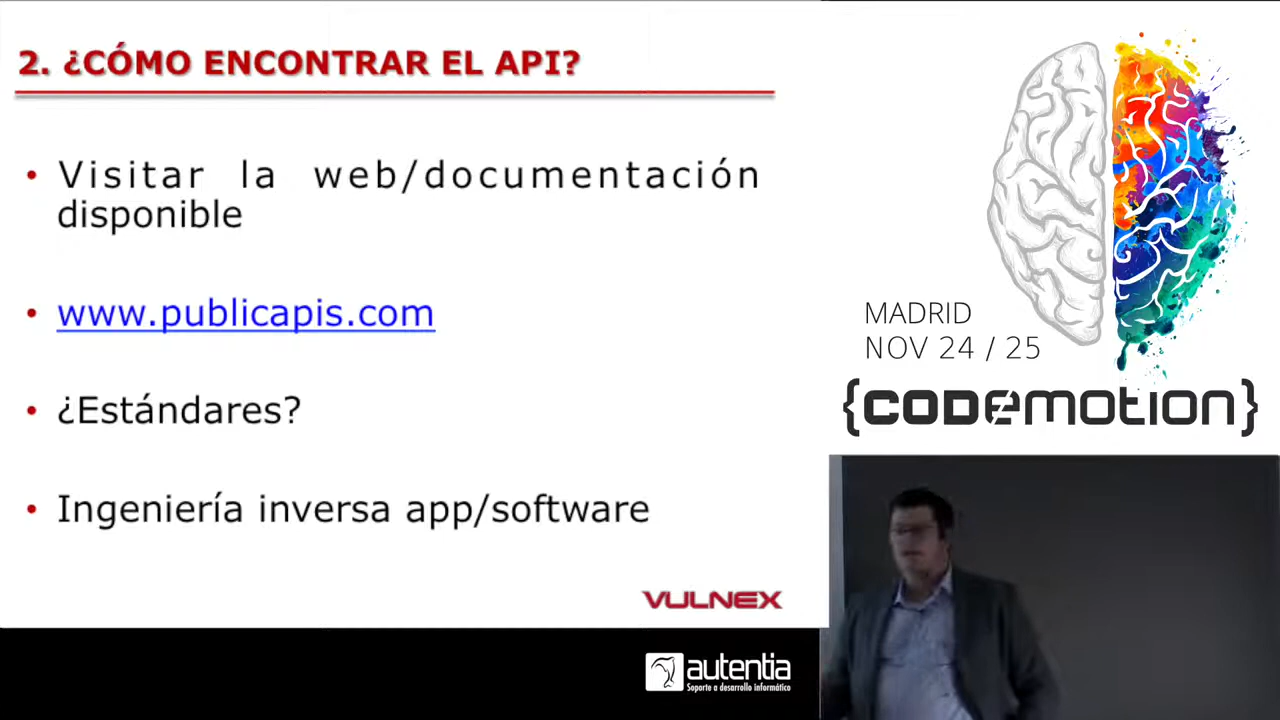 2. ¿CÓMO ENCONTRAR EL API?
• Visitar la web/documentación
disponible
• www.publicapis.com
• ¿Estándares?
• Ingeniería inversa app/software
VULNEX
MADRID
NOV 24 / 25
{CODEMOTION}
autentia
Soporte a desarrollo informático